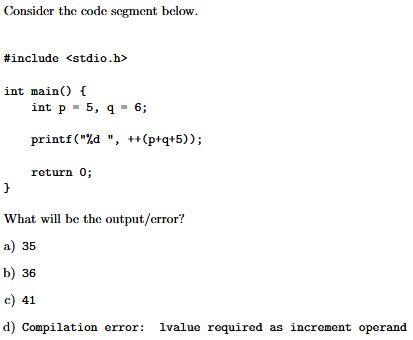 Consider the code segment below.
#include <stdio.h>
int main() {
    int p = 5, q = 6;
    printf("%d ", ++(p+q+5));
    return 0;
}
What will be the output/error?
a) 35
b) 36
c) 41
d) Compilation error:  lvalue required as increment operand